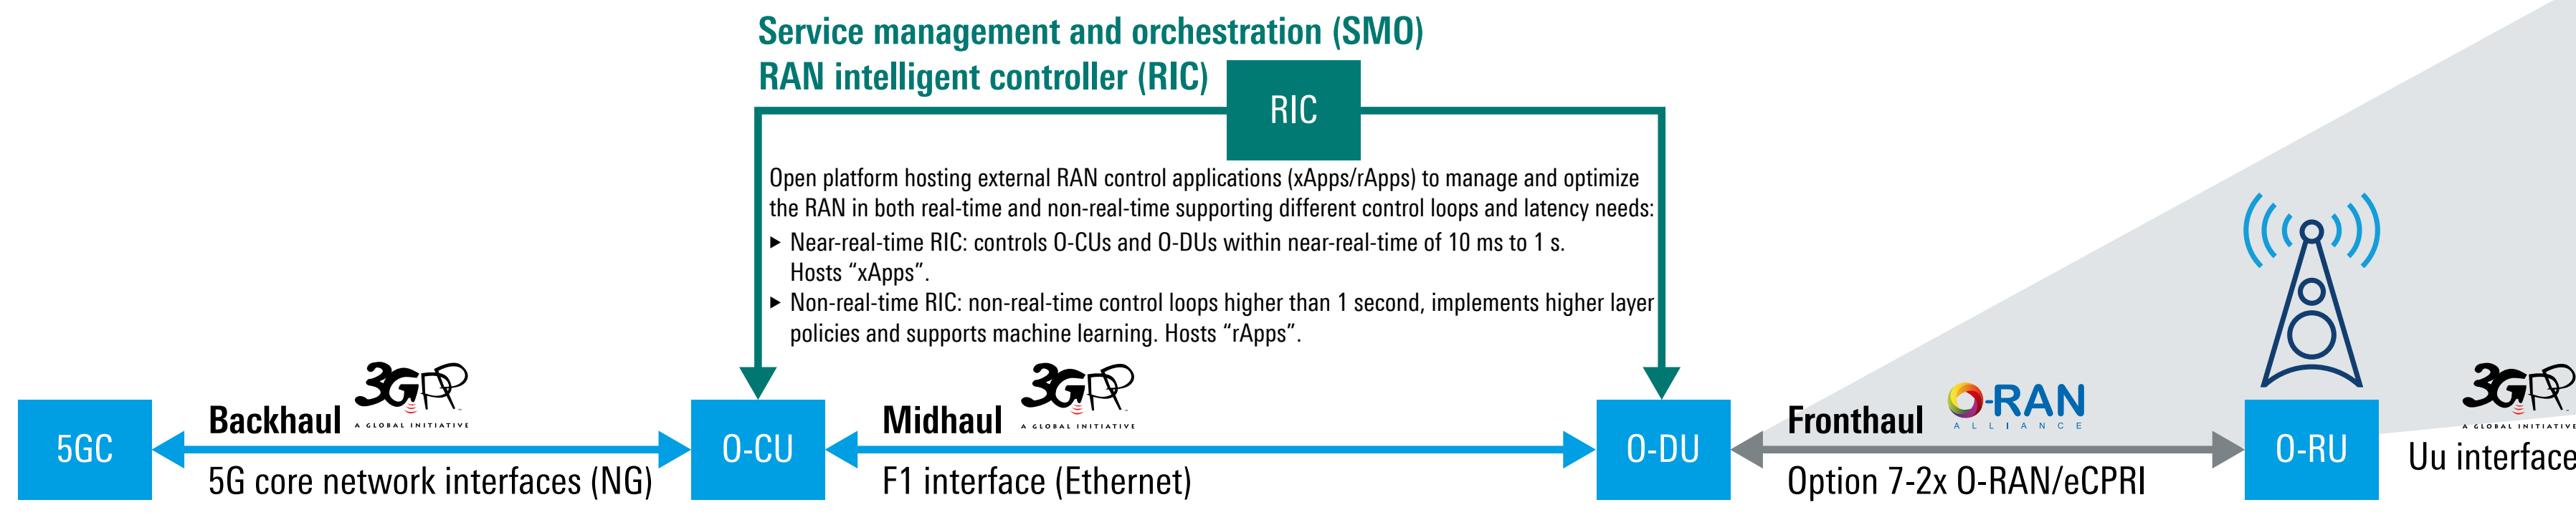 Service management and orchestration (SMO)
RAN intelligent controller (RIC)
RIC
Open platform hosting external RAN control applications (xApps/rApps) to manage and optimize
the RAN in both real-time and non-real-time supporting different control loops and latency needs:
▸ Near-real-time RIC: controls O-CUs and O-DUs within near-real-time of 10 ms to 1 s.
Hosts “xApps”.
▸ Non-real-time RIC: non-real-time control loops higher than 1 second, implements higher layer
policies and supports machine learning. Hosts “rApps”.
5GC
Backhaul
3GPP
A GLOBAL INITIATIVE
5G core network interfaces (NG)
O-CU
Midhaul
3GPP
A GLOBAL INITIATIVE
F1 interface (Ethernet)
O-DU
Fronthaul
O-RAN
ALLIANCE
Option 7-2x O-RAN/eCPRI
O-RU
3GPP
A GLOBAL INITIATIVE
Uu interface